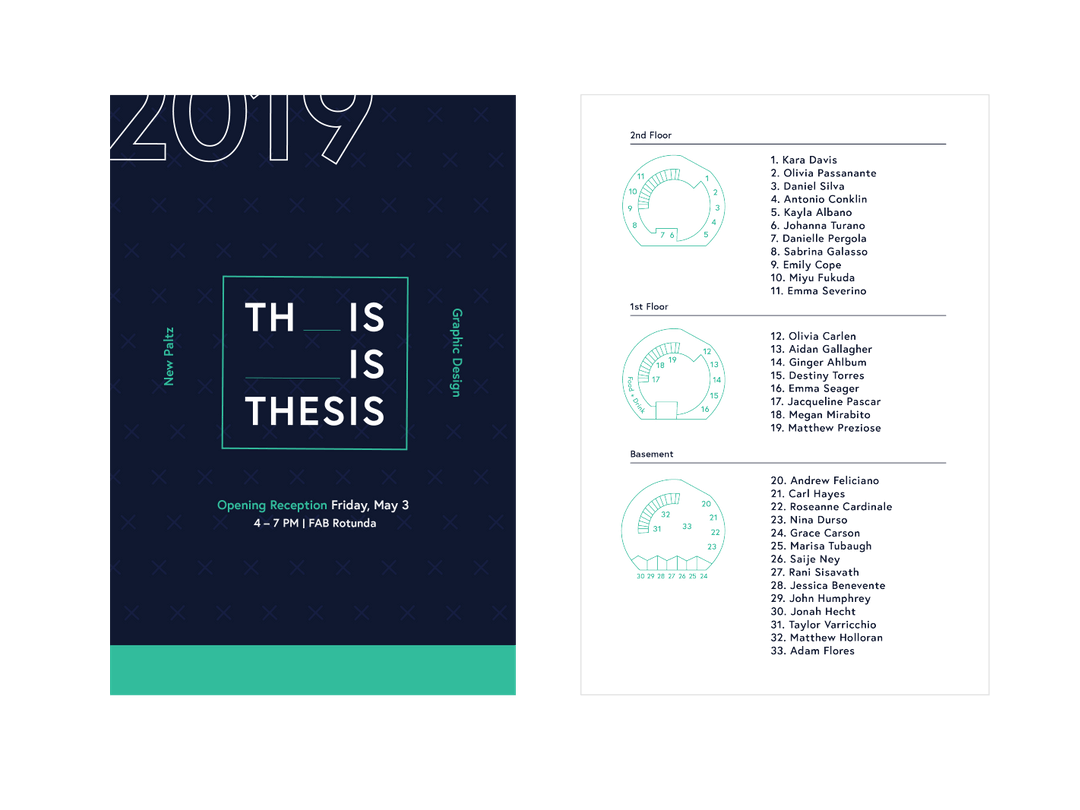 2019
TH __ IS
______ IS
THESIS
New Paltz
Graphic Design
Opening Reception Friday, May 3
4 – 7 PM | FAB Rotunda
2nd Floor
1
2
3
4
5
6
7
8
9
10
11
1. Kara Davis
2. Olivia Passanante
3. Daniel Silva
4. Antonio Conklin
5. Kayla Albano
6. Johanna Turano
7. Danielle Pergola
8. Sabrina Galasso
9. Emily Cope
10. Miyu Fukuda
11. Emma Severino
1st Floor
12
13
14
15
16
17
18
19
Food + Drink
12. Olivia Carlen
13. Aidan Gallagher
14. Ginger Ahlbum
15. Destiny Torres
16. Emma Seager
17. Jacqueline Pascar
18. Megan Mirabito
19. Matthew Preziose
Basement
20
21
22
23
31
32
33
30 29 28 27 26 25 24
20. Andrew Feliciano
21. Carl Hayes
22. Roseanne Cardinale
23. Nina Durso
24. Grace Carson
25. Marisa Tubaugh
26. Saije Ney
27. Rani Sisavath
28. Jessica Benevente
29. John Humphrey
30. Jonah Hecht
31. Taylor Varricchio
32. Matthew Holloran
33. Adam Flores